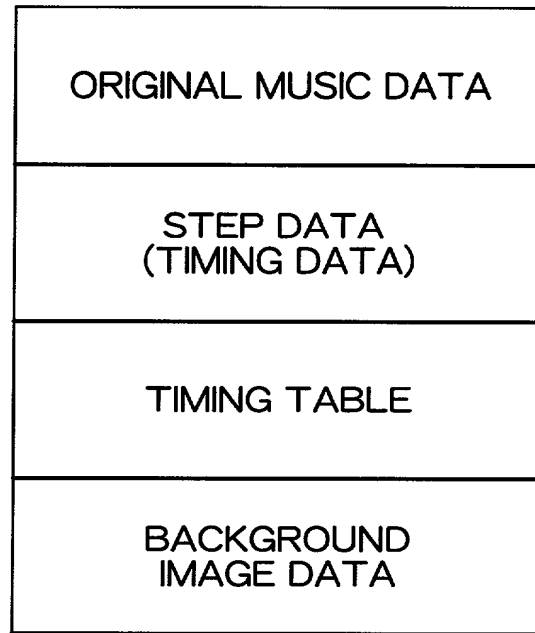 ORIGINAL MUSIC DATA
STEP DATA
(TIMING DATA)
TIMING TABLE
BACKGROUND
IMAGE DATA